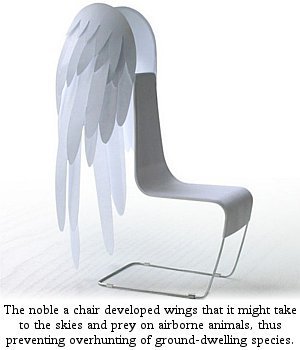 The noble a chair developed wings that it might take
to the skies and prey on airborne animals, thus
preventing overhunting of ground-dwelling species.